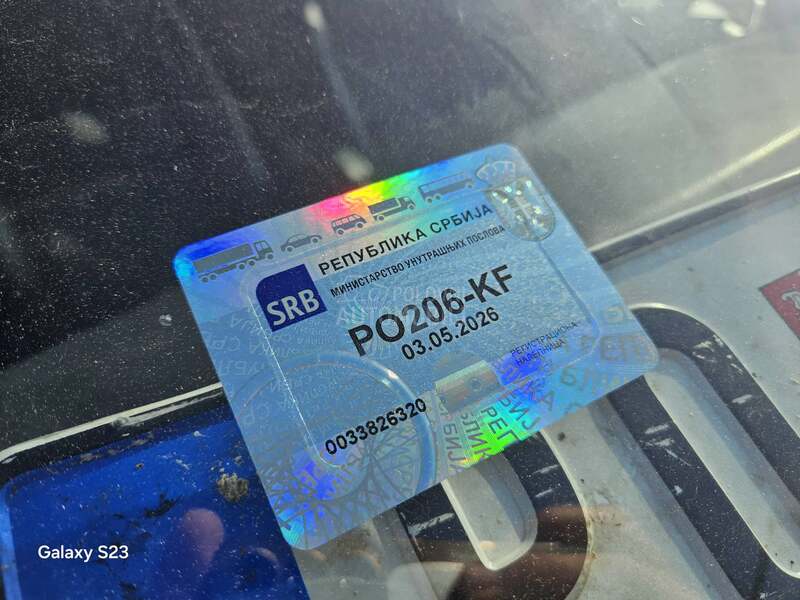 РЕПУБЛИКА СРБИЈА
МИНИСТАРСТВО УНУТРАШЊИХ ПОСЛОВА
SRB
PO206-KF
03.05.2026
РЕГИСТРАЦИОНА
НАЛЕПНИЦА
0033826320
Galaxy S23